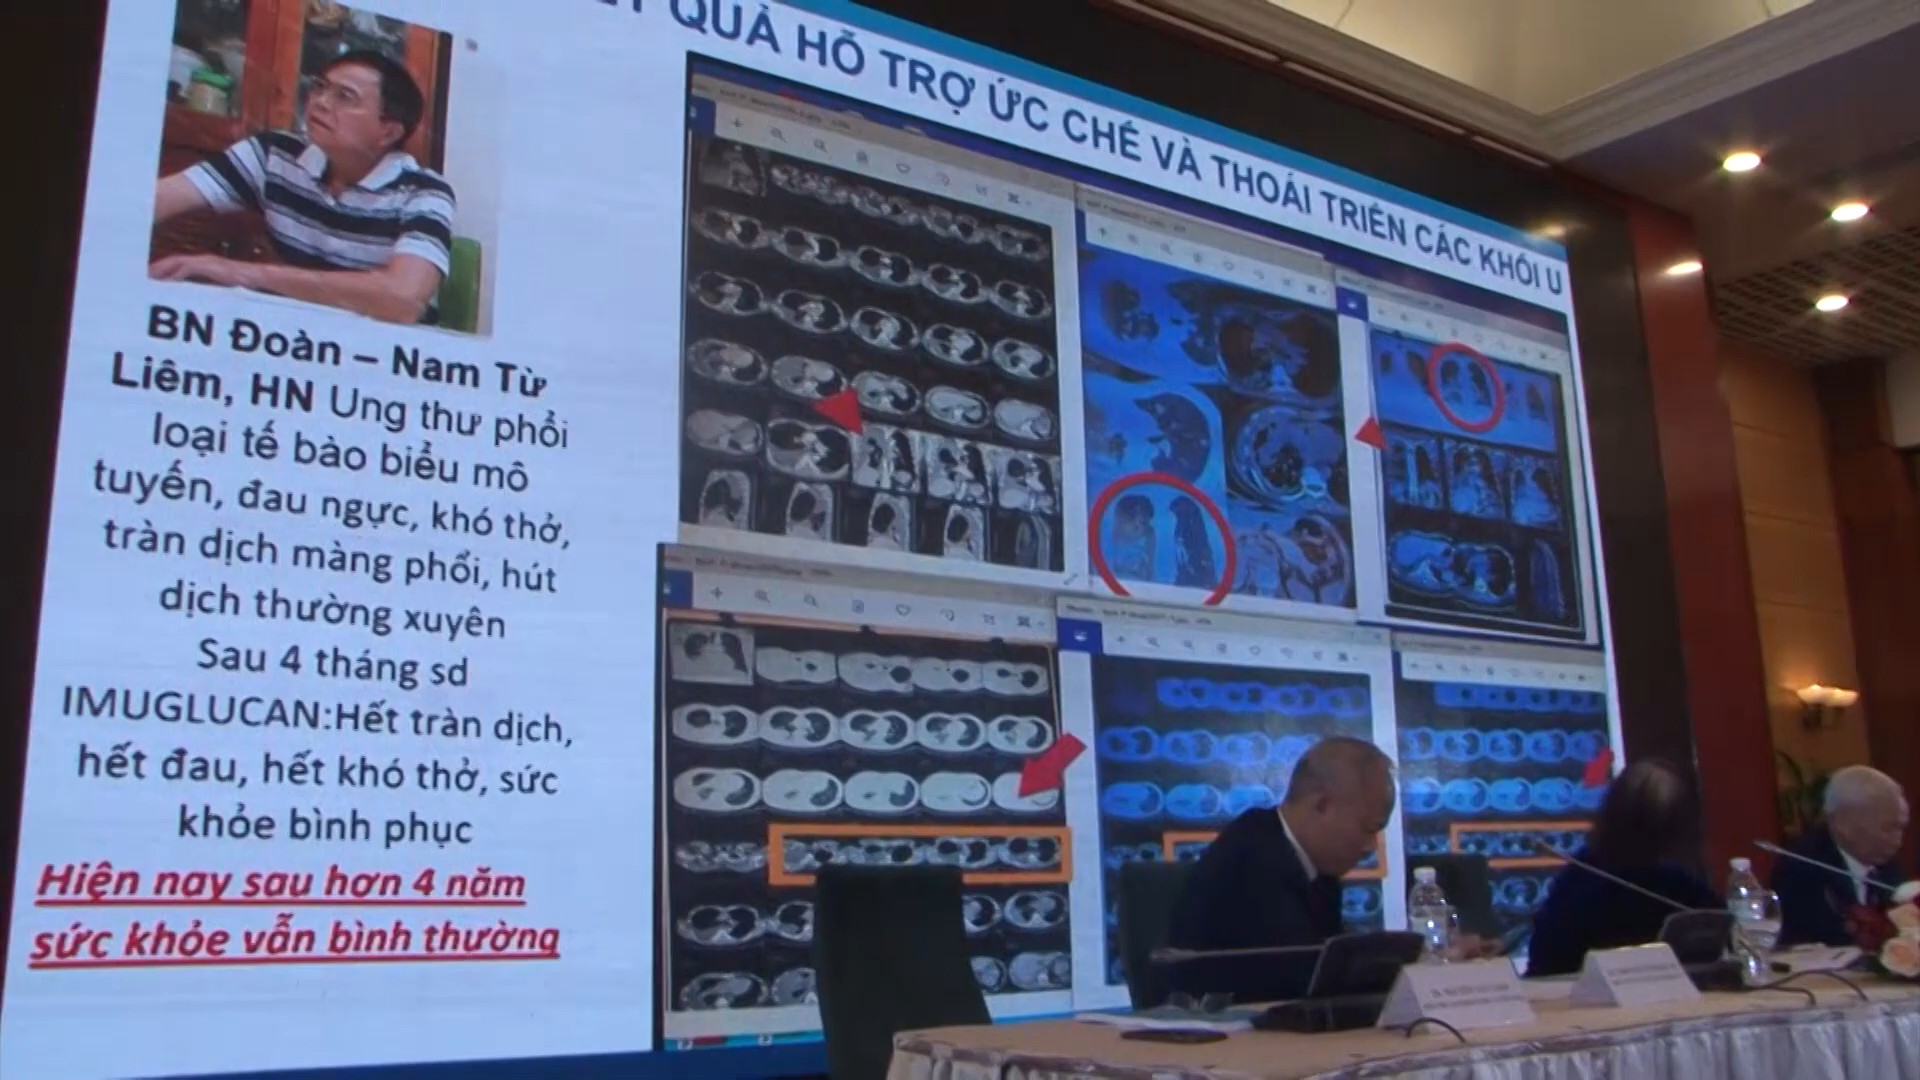 QUẢ HỖ TRỢ ỨC CHẾ VÀ THOÁI TRIỂN CÁC KHỐI U
BN Đoàn – Nam Từ
Liêm, HN Ung thư phổi
loại tế bào biểu mô
tuyến, đau ngực, khó thở,
tràn dịch màng phổi, hút
dịch thường xuyên
Sau 4 tháng sd
IMUGLUCAN:Hết tràn dịch,
hết đau, hết khó thở, sức
khỏe bình phục
Hiện nay sau hơn 4 năm
sức khỏe vẫn bình thường